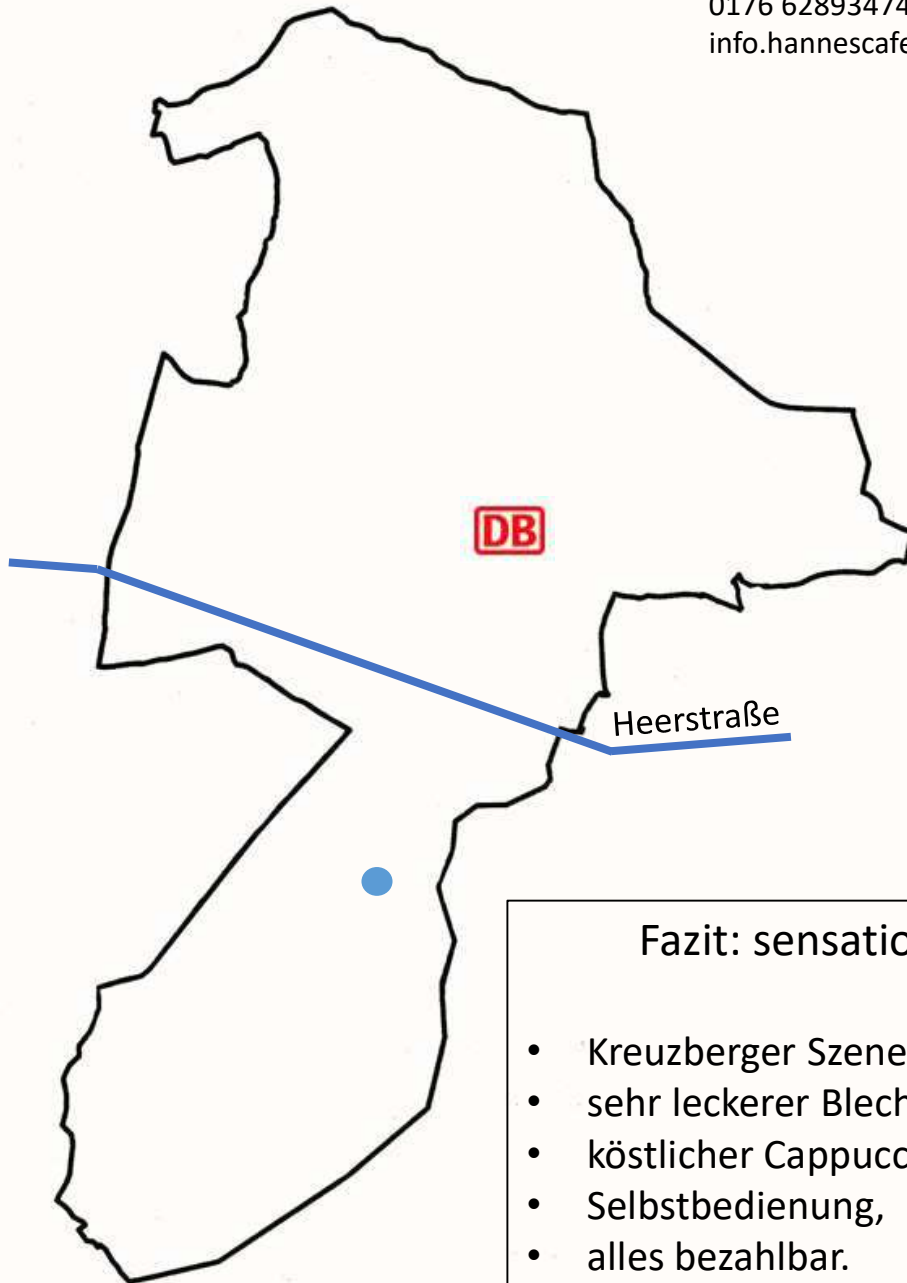 0176 62893474
info.hannescafe
DB
Heerstraße
Fazit: sensatio
• Kreuzberger Szene
• sehr leckerer Blech
• köstlicher Cappucc
• Selbstbedienung,
• alles bezahlbar.